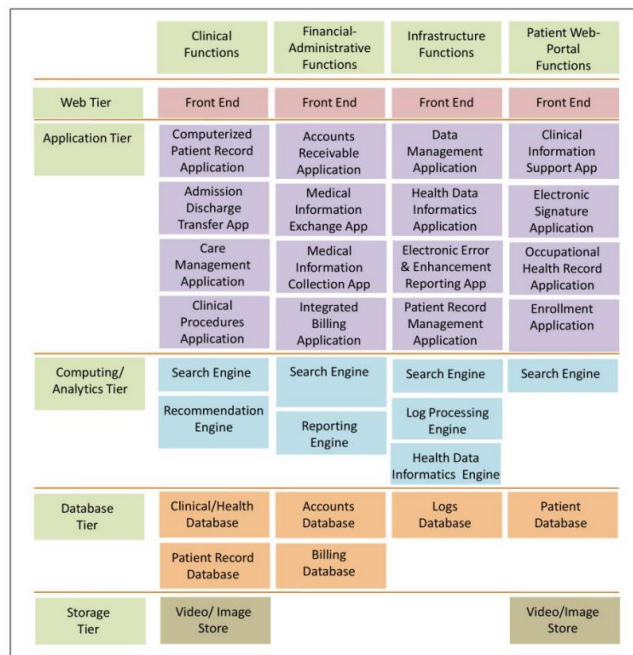 Clinical
Functions
Financial-
Administrative
Functions
Infrastructure
Functions
Patient Web-
Portal
Functions
Web Tier
Front End
Front End
Front End
Front End
Application Tier
Computerized
Patient Record
Application
Accounts
Receivable
Application
Data
Management
Application
Clinical
Information
Support App
Admission
Discharge
Transfer App
Medical
Information
Exchange App
Health Data
Informatics
Application
Electronic
Signature
Application
Care
Management
Application
Medical
Information
Collection App
Electronic Error
& Enhancement
Reporting App
Occupational
Health Record
Application
Clinical
Procedures
Application
Integrated
Billing
Application
Patient Record
Management
Application
Enrollment
Application
Computing/
Analytics Tier
Search Engine
Search Engine
Search Engine
Search Engine
Recommendation
Engine
Reporting
Engine
Log Processing
Engine
Health Data
Informatics Engine
Database
Tier
Clinical/Health
Database
Accounts
Database
Logs
Database
Patient
Database
Patient Record
Database
Billing
Database
Storage
Tier
Video/ Image
Store
Video/Image
Store